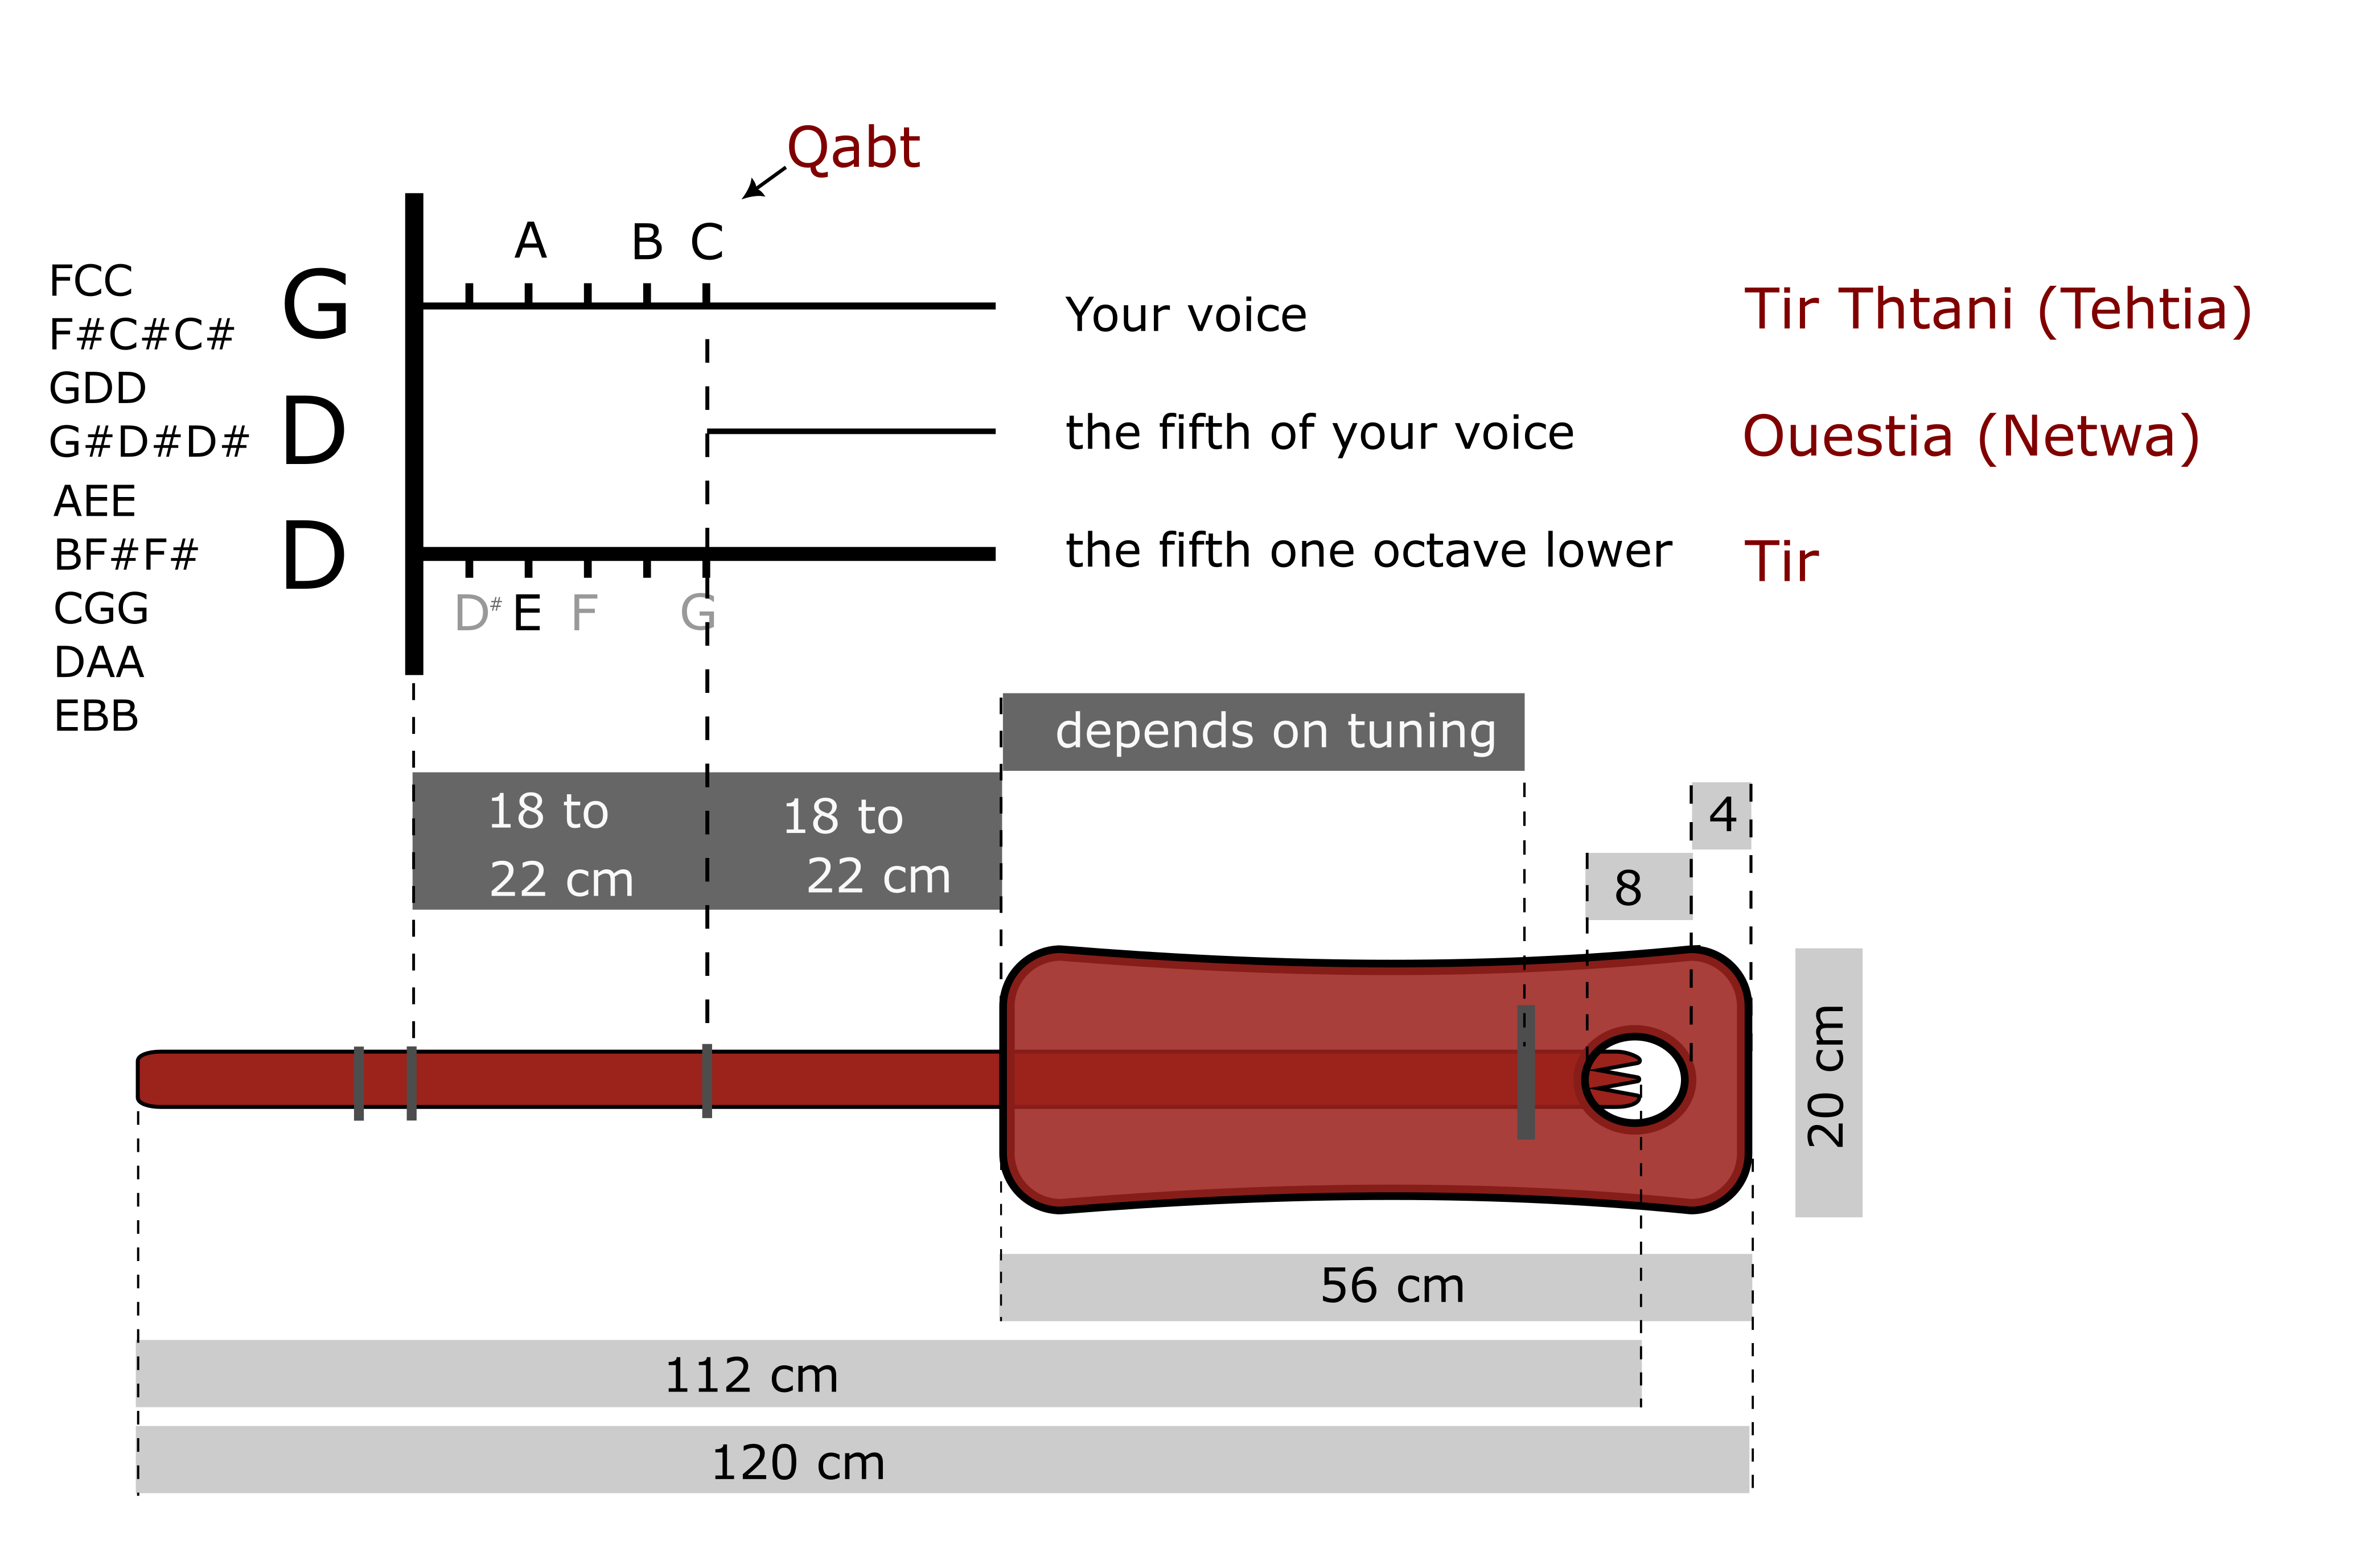 Qabt
A B C
FCC
F#C#C#
GDD
G#D#D#
AEE
BF#F#
CGG
DAA
EBB
G
D
D
Your voice
the fifth of your voice
the fifth one octave lower
Tir Thtani (Tehtia)
Ouestia (Netwa)
Tir
D# E F G
depends on tuning
18 to
22 cm
18 to
22 cm
4
8
20 cm
56 cm
112 cm
120 cm